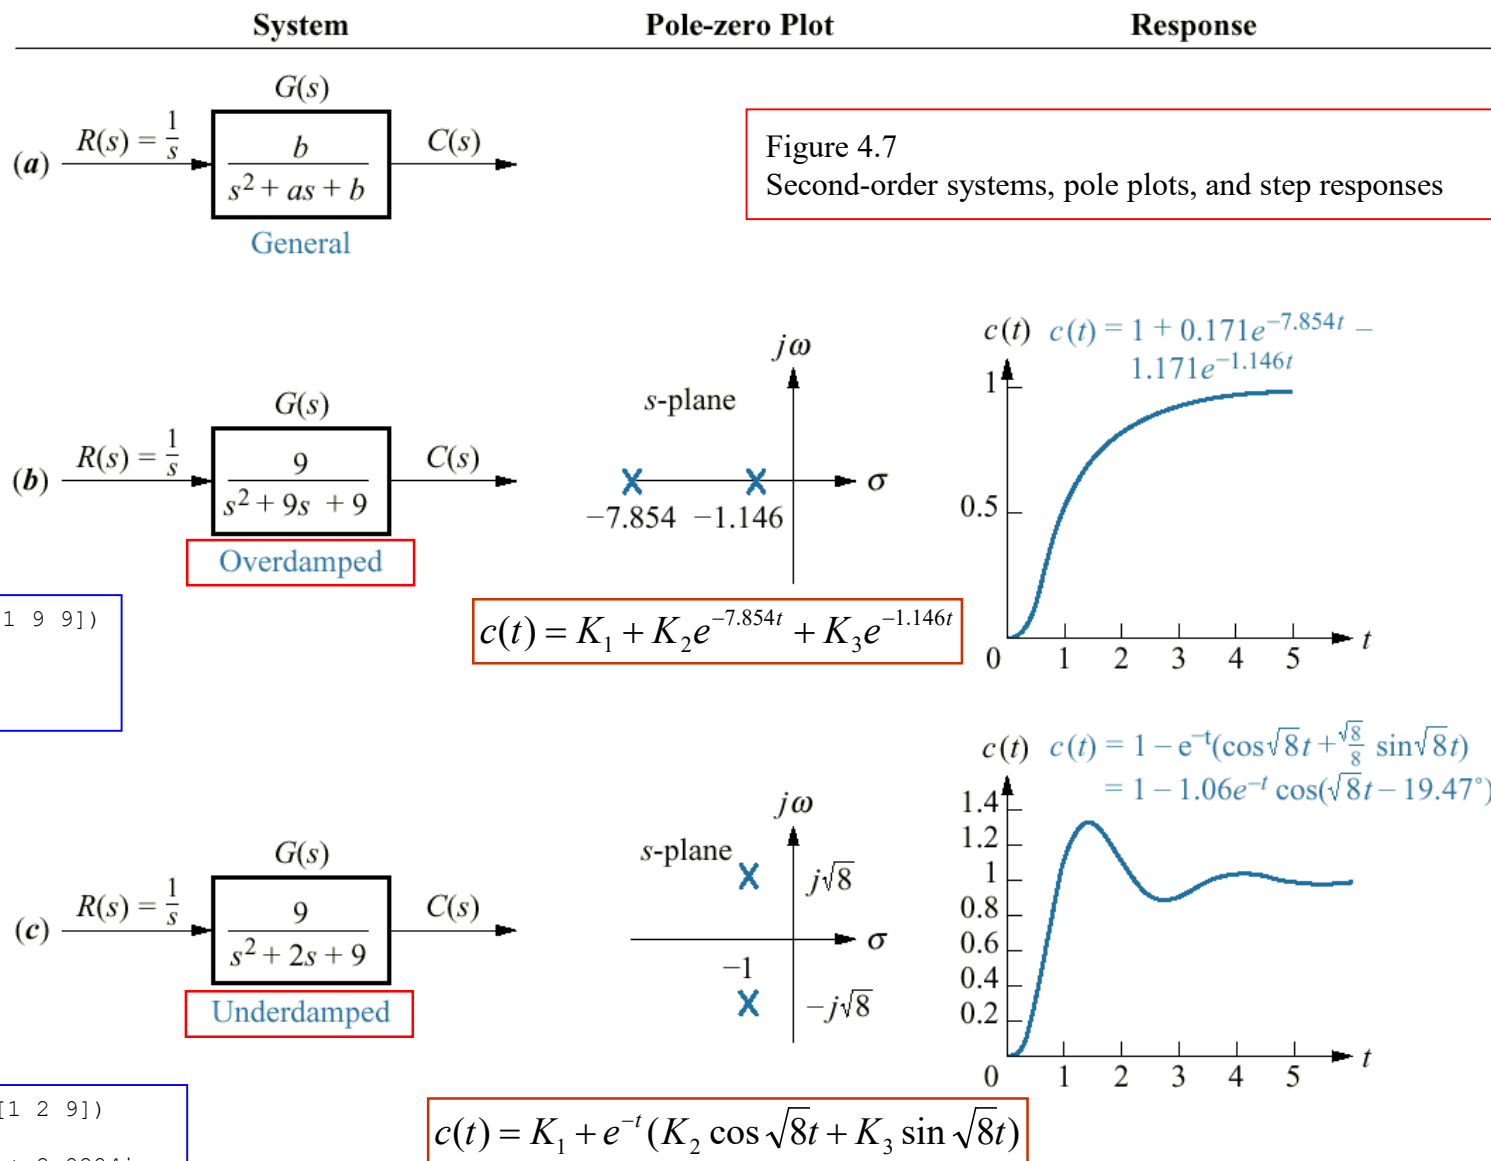 System Pole-zero Plot Response
G(s)
(a) R(s) = 1/s b/(s² + as + b) C(s)
General
Figure 4.7
Second-order systems, pole plots, and step responses
G(s)
(b) R(s) = 1/s 9/(s² + 9s + 9) C(s)
Overdamped
jω
s-plane
σ
−7.854 −1.146
c(t) c(t) = 1 + 0.171e^{−7.854t} −
1.171e^{−1.146t}
1
0.5
0 1 2 3 4 5 t
1 9 9])
c(t) = K₁ + K₂e^{−7.854t} + K₃e^{−1.146t}
G(s)
(c) R(s) = 1/s 9/(s² + 2s + 9) C(s)
Underdamped
jω
s-plane
j√8
σ
−1
−j√8
c(t) c(t) = 1 − e^{−t}(cos√8t + √8/8 sin√8t)
= 1 − 1.06e^{−t} cos(√8t − 19.47°)
1.4
1.2
1
0.8
0.6
0.4
0.2
0 1 2 3 4 5 t
[1 2 9])
c(t) = K₁ + e^{−t}(K₂ cos √8t + K₃ sin √8t)